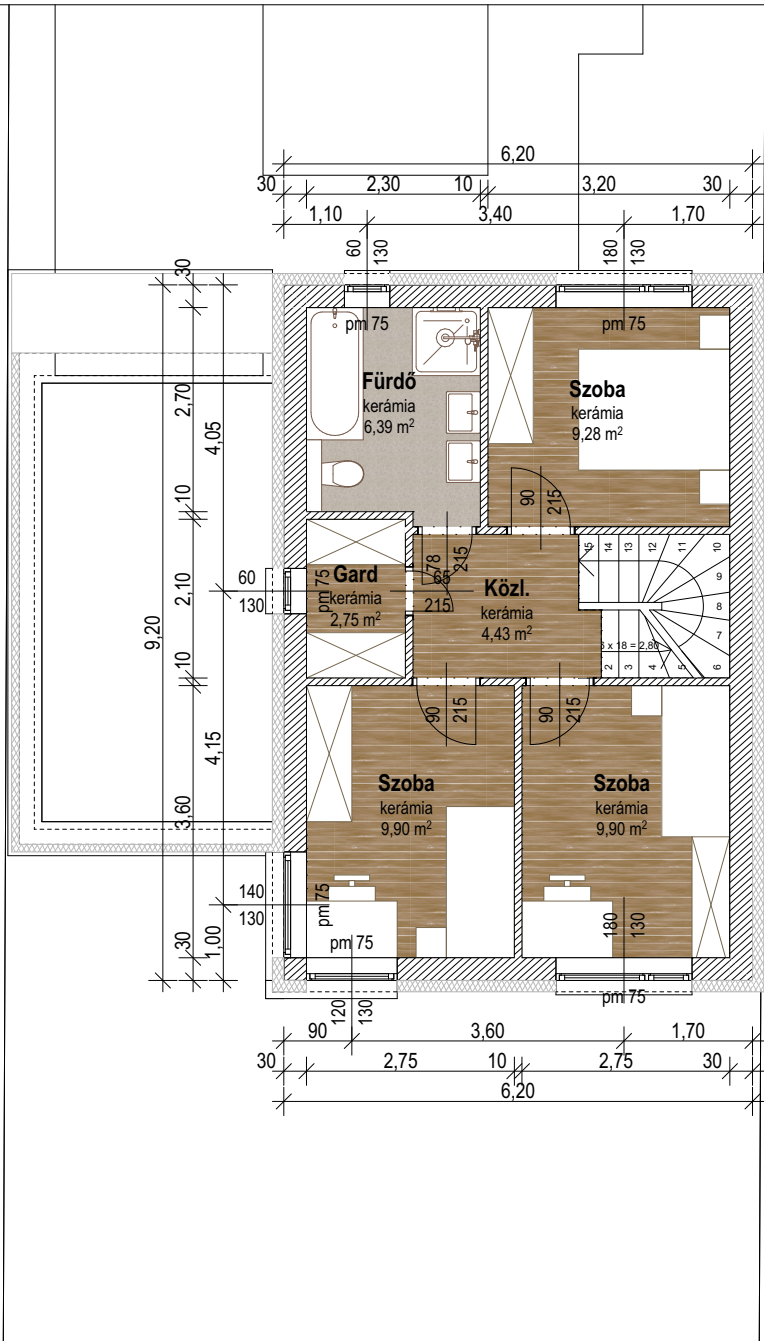 6,20
30 2,30 10 3,20 30
1,10 3,40 1,70
60 130
180 130
30
2,70
4,05
10
2,10
9,20
10
4,15
3,60
30
1,00
pm 75
pm 75
Fürdő
kerámia
6,39 m²
Szoba
kerámia
9,28 m²
90 215
78 215
60
130
pm 75
Gard
kerámia
2,75 m²
65
215
Közl.
kerámia
4,43 m²
15 14 13 12 11 10
9
8
7
x 18 = 2,80
2 3 4 5 6
90 215
90 215
Szoba
kerámia
9,90 m²
Szoba
kerámia
9,90 m²
140
130
pm 75
pm 75
180 130
pm 75
120 130
90 3,60 1,70
30 2,75 10 2,75 30
6,20